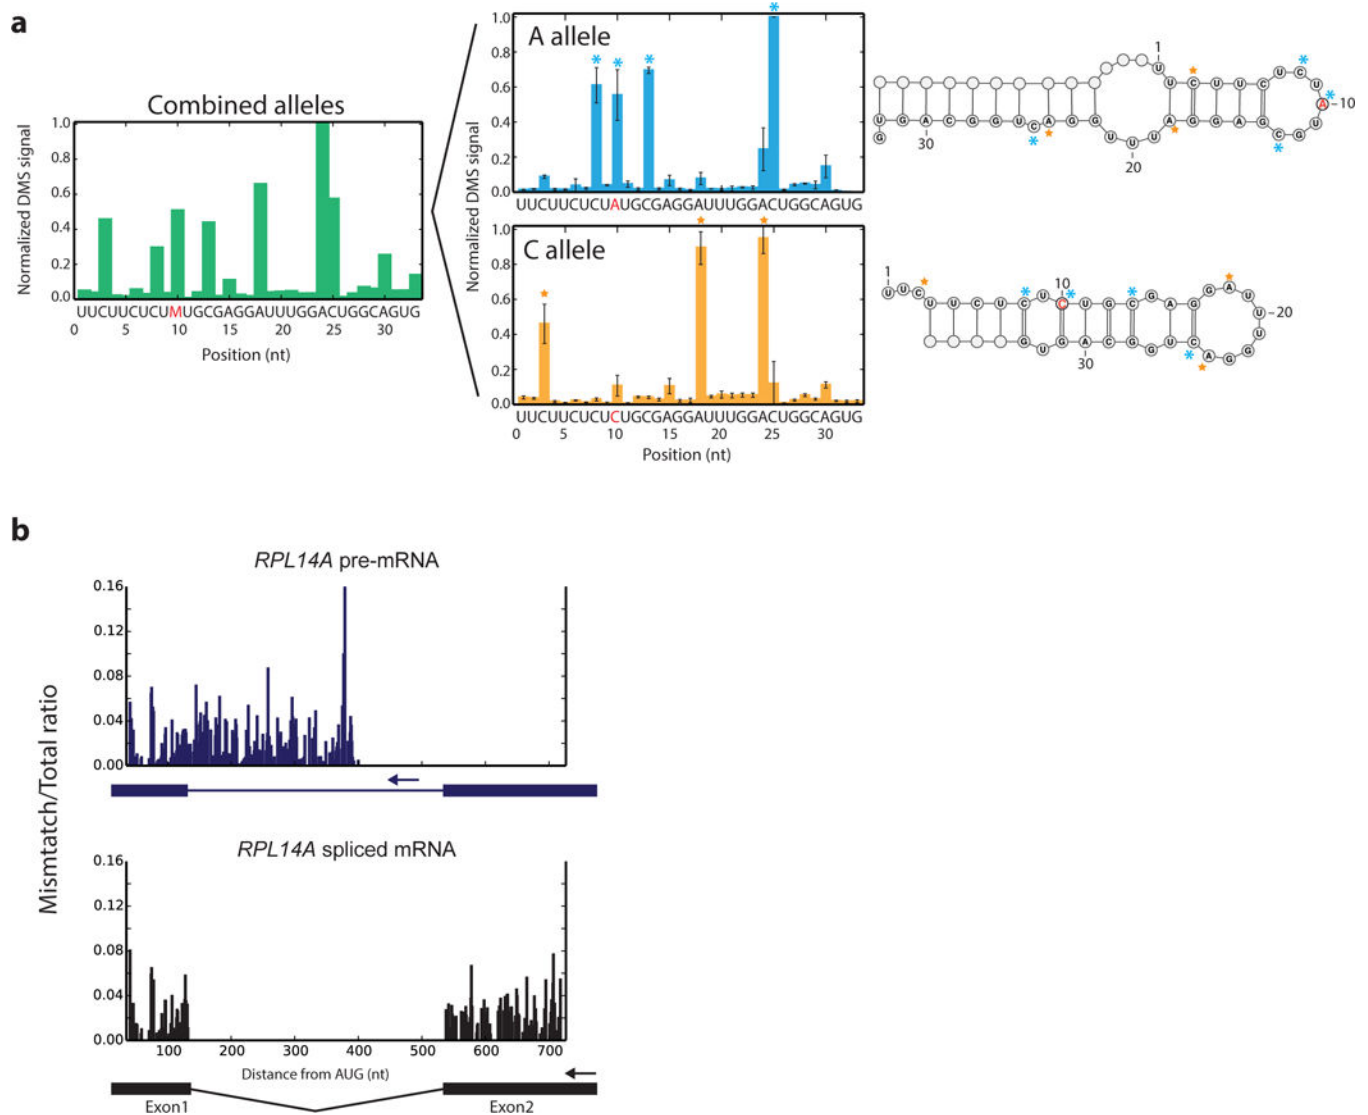 a
Combined alleles
Normalized DMS signal
1.0
0.8
0.6
0.4
0.2
0.0
UUCUUCUCUMUGCGAGGAUUUGGACUGGCAGUG
0 5 10 15 20 25 30
Position (nt)
A allele
Normalized DMS signal
1.0
0.8
0.6
0.4
0.2
0.0
UUCUUCUCUAUGCGAGGAUUUGGACUGGCAGUG
C allele
1.0
0.8
0.6
0.4
0.2
0.0
UUCUUCUCUCUGCGAGGAUUUGGACUGGCAGUG
0 5 10 15 20 25 30
Position (nt)
1
U U C U U C U C U A U G C G A G G A U U U G G A C U G G C A G U G
10
20
30
1
U U C U U C U C U C U G C G A G G A U U U G G A C U G G C A G U G
10
20
30
b
Mismtatch/Total ratio
RPL14A pre-mRNA
0.16
0.12
0.08
0.04
0.00
RPL14A spliced mRNA
0.16
0.12
0.08
0.04
0.00
100 200 300 400 500 600 700
Distance from AUG (nt)
Exon1 Exon2